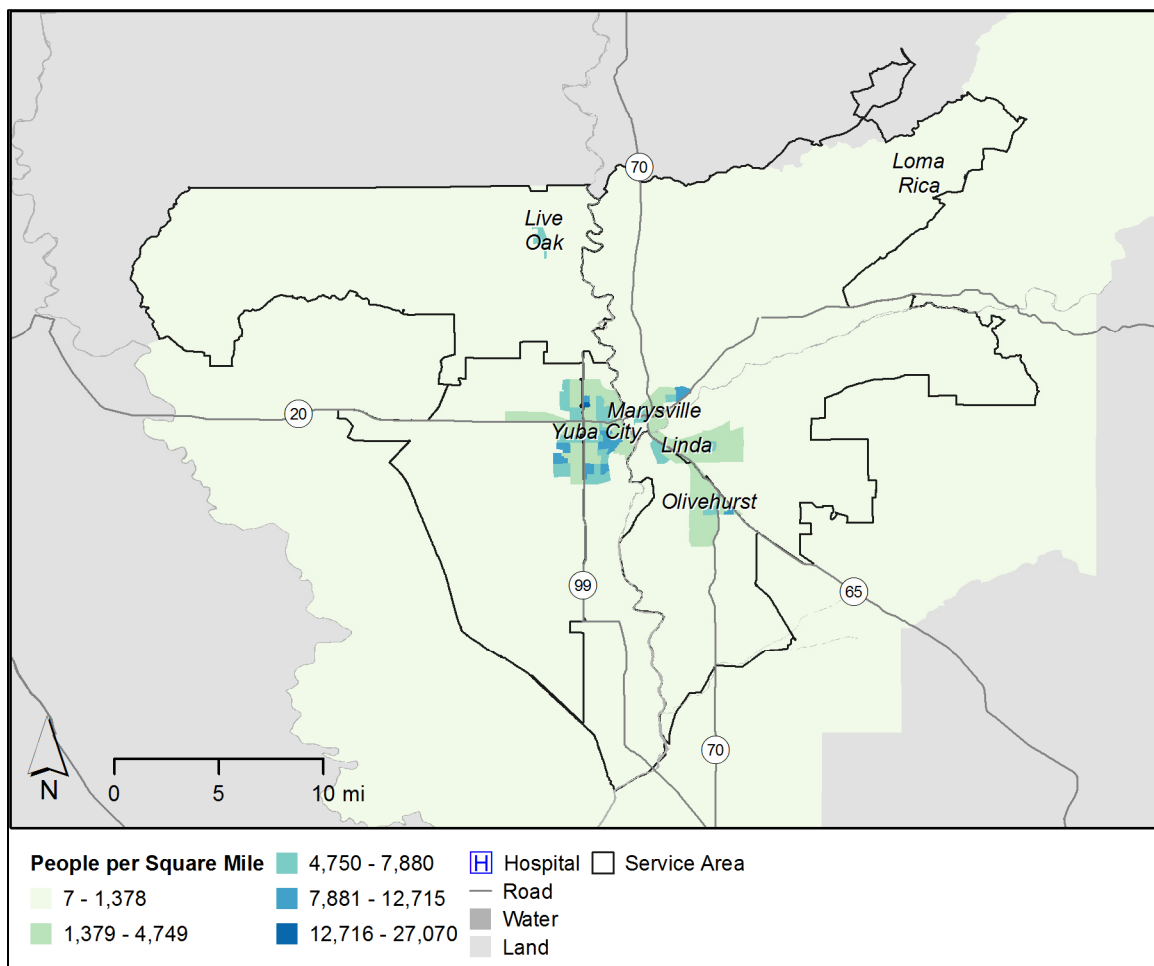 70
Loma
Rica
Live
Oak
20
Marysville
Yuba City
Linda
Olivehurst
99
65
70
N
0 5 10 mi
People per Square Mile
7 - 1,378
1,379 - 4,749
4,750 - 7,880
7,881 - 12,715
12,716 - 27,070
H Hospital
Road
Water
Land
Service Area